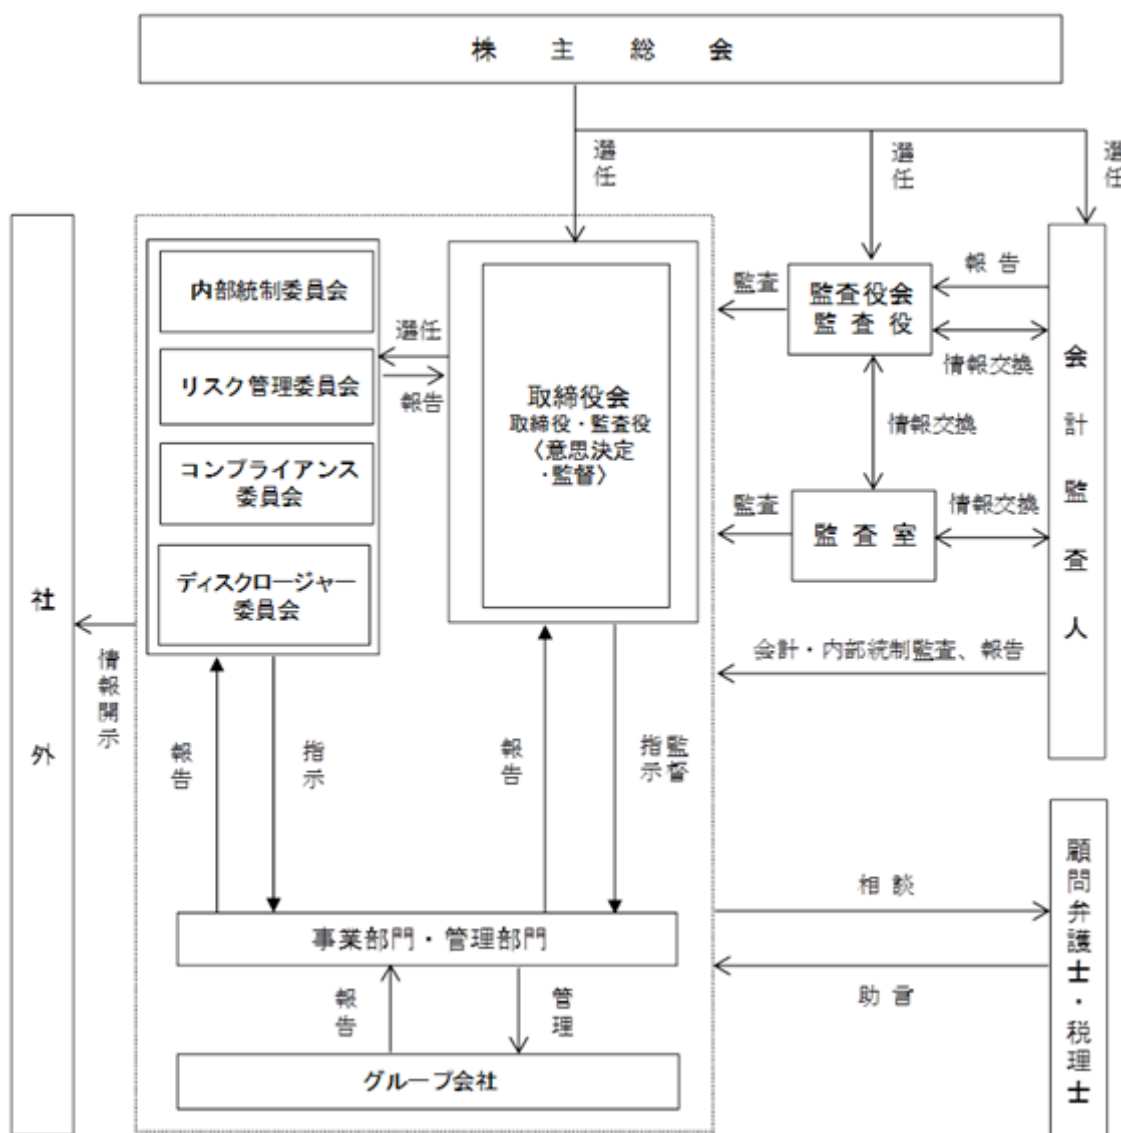 株主総会
選任
選任
選任
内部統制委員会
リスク管理委員会
コンプライアンス
委員会
ディスクロージャー
委員会
選任
報告
取締役会
取締役・監査役
〈意思決定
・監督〉
監査
監査役会
監査役
報告
情報交換
情報交換
監査
監査室
情報交換
会計監査人
会計・内部統制監査、報告
社外
情報開示
報告
指示
報告
指示
監督
事業部門・管理部門
報告
管理
グループ会社
相談
助言
顧問弁護士・税理士